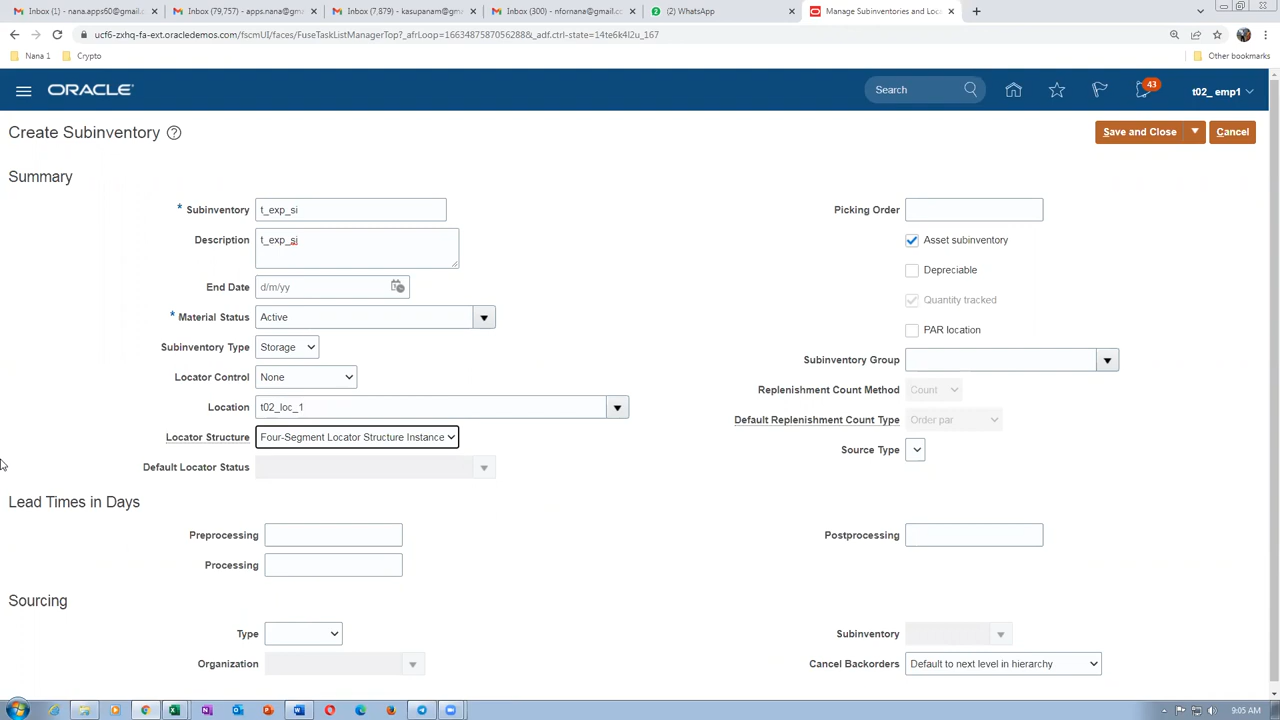 Inbox (1) - nana.apps60@gmail.c
Inbox (79,757) - apps.nana@gma
Inbox (7,879) - kasupanam@gma
Inbox (300) - nfornana@gmail.co
(2) WhatsApp
Manage Subinventories and Loc
ucf6-zxhq-fa-ext.oracledemos.com/fscmUI/faces/FuseTaskListManagerTop?_afrLoop=16634875870562888&_adf.ctrl-state=14te6k4l2u_167
Nana 1
Crypto
Other bookmarks
ORACLE
Search
43
t02_ emp1
Create Subinventory
Save and Close
Cancel
Summary
* Subinventory t_exp_si
Description t_exp_si
End Date d/m/yy
* Material Status Active
Subinventory Type Storage
Locator Control None
Location t02_loc_1
Locator Structure Four-Segment Locator Structure Instance
Default Locator Status
Picking Order
Asset subinventory
Depreciable
Quantity tracked
PAR location
Subinventory Group
Replenishment Count Method Count
Default Replenishment Count Type Order par
Source Type
Lead Times in Days
Preprocessing
Processing
Postprocessing
Sourcing
Type
Organization
Subinventory
Cancel Backorders Default to next level in hierarchy
9:05 AM